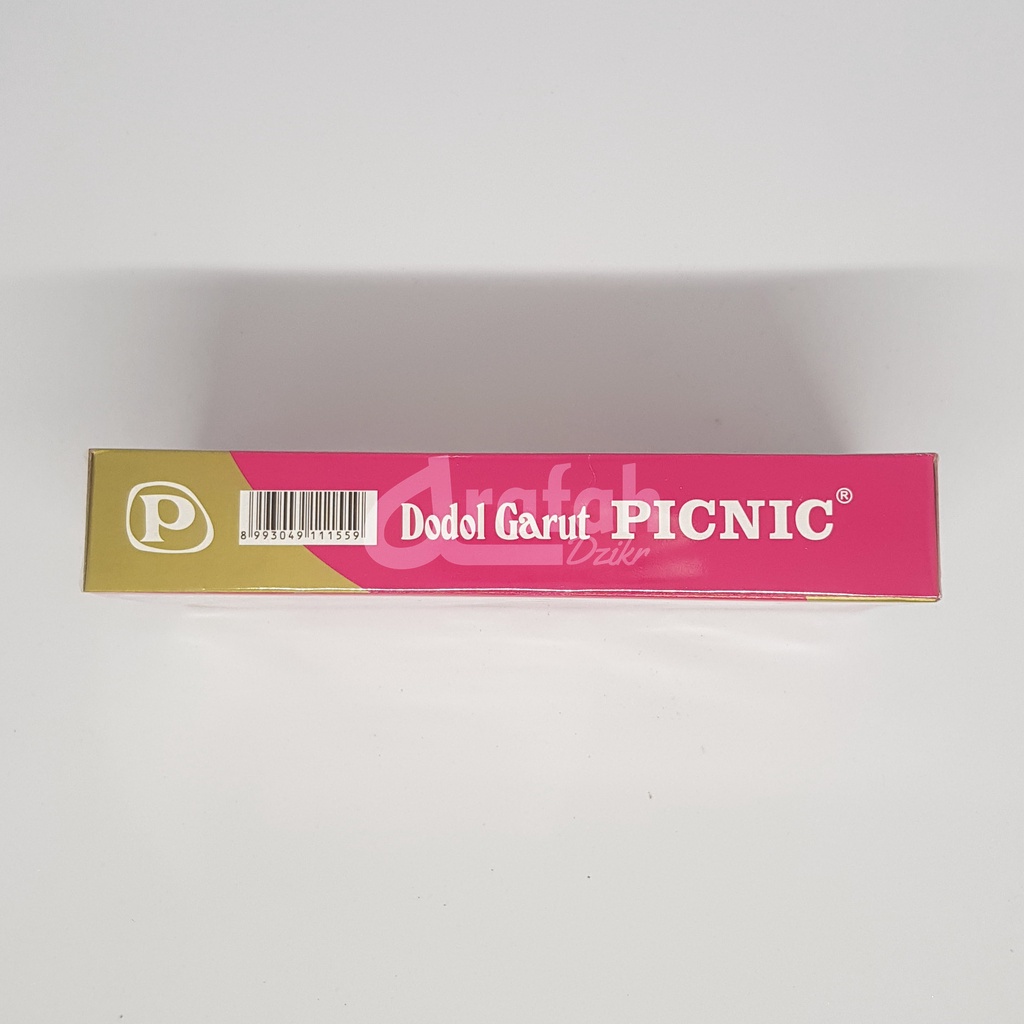 P
8 993049 111559
Dodol Garut PICNIC®
arafah
Dzikr